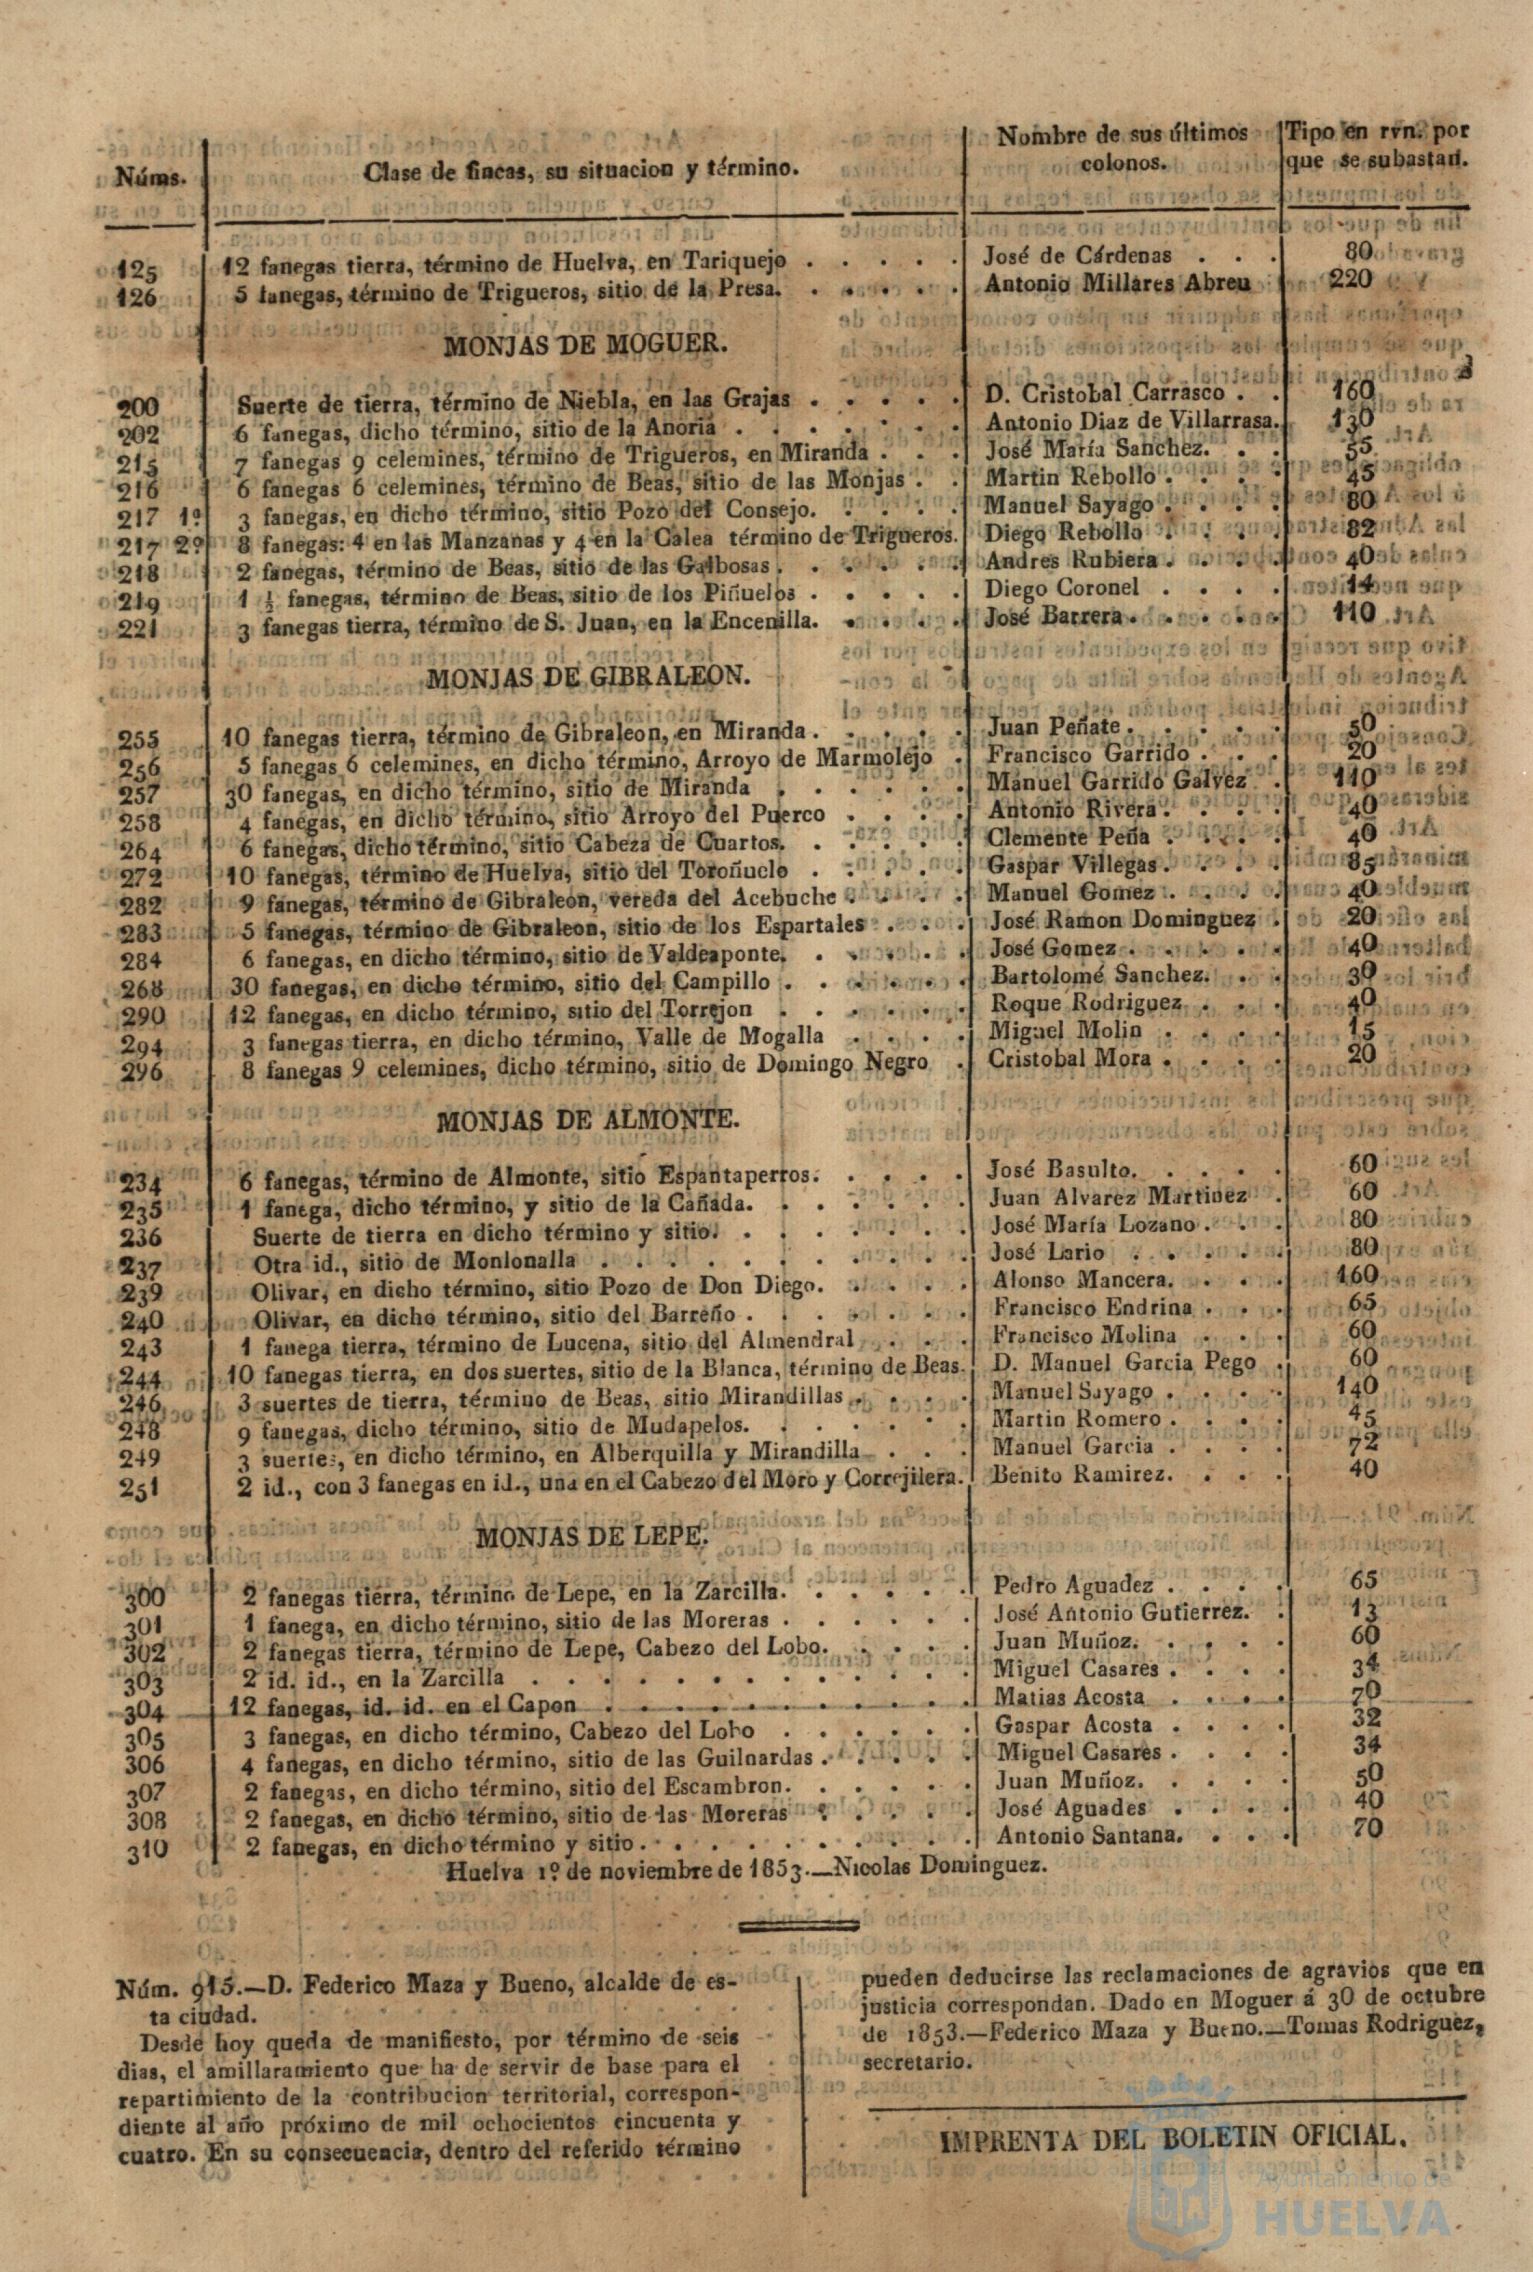 Núms. Clase de fincas, su situacion y término. Nombre de sus últimos colonos. Tipo en rvn. por que se subastan.
125 12 fanegas tierra, término de Huelva, en Tariquejo . . . . . José de Cárdenas . . . 80
126 5 fanegas, término de Trigueros, sitio de la Presa. . . . . . . Antonio Millares Abreu 220
MONJAS DE MOGUER.
200 Suerte de tierra, término de Niebla, en las Grajas . . . . . . D. Cristobal Carrasco . . 160
202 6 fanegas, dicho término, sitio de la Anoria . . . . . . . Antonio Diaz de Villarrasa. 130
215 7 fanegas 9 celemines, término de Trigueros, en Miranda . . . José María Sanchez. . . 55
216 6 fanegas 6 celemines, término de Beas, sitio de las Monjas . . Martin Rebollo . . . . 45
217 1º 3 fanegas, en dicho término, sitio Pozo del Consejo. . . . . . Manuel Sayago . . . . 80
217 2º 8 fanegas: 4 en las Manzanas y 4 en la Calea término de Trigueros. Diego Rebollo . . . . 82
218 2 fanegas, término de Beas, sitio de las Galbosas . . . . . . . Andres Rubiera . . . . 40
219 1 ½ fanegas, término de Beas, sitio de los Piñuelos . . . . . . Diego Coronel . . . . 14
221 3 fanegas tierra, término de S. Juan, en la Encenilla. . . . . . José Barrera . . . . . 110
MONJAS DE GIBRALEON.
255 10 fanegas tierra, término de Gibraleon, en Miranda . . . . . . Juan Peñate . . . . . 50
256 5 fanegas 6 celemines, en dicho término, Arroyo de Marmolejo . Francisco Garrido . . . 20
257 30 fanegas, en dicho término, sitio de Miranda . . . . . . . Manuel Garrido Galvez . 110
258 4 fanegas, en dicho término, sitio Arroyo del Puerco . . . . . Antonio Rivera . . . . 40
264 6 fanegas, dicho término, sitio Cabeza de Cuartos. . . . . . . Clemente Peña . . . . 40
272 10 fanegas, término de Huelva, sitio del Toroñuelo . . . . . . Gaspar Villegas . . . . 85
282 9 fanegas, término de Gibraleon, vereda del Acebuche . . . . . Manuel Gomez . . . . 40
283 5 fanegas, término de Gibraleon, sitio de los Espartales . . . . José Ramon Dominguez . 20
284 6 fanegas, en dicho término, sitio de Valdeaponte. . . . . . . José Gomez . . . . . 40
268 30 fanegas, en dicho término, sitio del Campillo . . . . . . . Bartolomé Sanchez. . . 30
290 12 fanegas, en dicho término, sitio del Torrejon . . . . . . . Roque Rodriguez . . . 40
294 3 fanegas tierra, en dicho término, Valle de Mogalla . . . . . Miguel Molin . . . . 15
296 8 fanegas 9 celemines, dicho término, sitio de Domingo Negro . Cristobal Mora . . . . 20
MONJAS DE ALMONTE.
234 6 fanegas, término de Almonte, sitio Espantaperros. . . . . . José Basulto. . . . . 60
235 1 fanega, dicho término, y sitio de la Cañada. . . . . . . . Juan Alvarez Martinez . 60
236 Suerte de tierra en dicho término y sitio. . . . . . . . . José María Lozano . . . 80
237 Otra id., sitio de Monlonalla . . . . . . . . . . . . José Lario . . . . . 80
239 Olivar, en dicho término, sitio Pozo de Don Diego. . . . . . Alonso Mancera. . . . 160
240 Olivar, en dicho término, sitio del Barreño . . . . . . . . Francisco Endrina . . . 65
243 1 fanega tierra, término de Lucena, sitio del Almendral . . . . Francisco Molina . . . 60
244 10 fanegas tierra, en dos suertes, sitio de la Blanca, término de Beas. D. Manuel Garcia Pego . 60
246 3 suertes de tierra, término de Beas, sitio Mirandillas . . . . . Manuel Sayago . . . . 140
248 9 fanegas, dicho término, sitio de Mudapelos. . . . . . . . Martin Romero . . . . 45
249 3 suertes, en dicho término, en Alberquilla y Mirandilla . . . . Manuel Garcia . . . . 72
251 2 id., con 3 fanegas en id., una en el Cabezo del Moro y Correjilera. Benito Ramirez. . . . 40
MONJAS DE LEPE.
300 2 fanegas tierra, término de Lepe, en la Zarcilla. . . . . . . Pedro Aguadez . . . . 65
301 1 fanega, en dicho término, sitio de las Moreras . . . . . . . José Antonio Gutierrez. . 13
302 2 fanegas tierra, término de Lepe, Cabezo del Lobo. . . . . . Juan Muñoz. . . . . 60
303 2 id. id., en la Zarcilla . . . . . . . . . . . . . . Miguel Casares . . . . 34
304 12 fanegas, id. id. en el Capon . . . . . . . . . . . . Matias Acosta . . . . 70
305 3 fanegas, en dicho término, Cabezo del Lobo . . . . . . . Gaspar Acosta . . . . 32
306 4 fanegas, en dicho término, sitio de las Guilnardas . . . . . . Miguel Casares . . . . 34
307 2 fanegas, en dicho término, sitio del Escambron. . . . . . . Juan Muñoz. . . . . 50
308 2 fanegas, en dicho término, sitio de las Moreras . . . . . . José Aguades . . . . 40
310 2 fanegas, en dicho término y sitio . . . . . . . . . . . Antonio Santana. . . . 70
Huelva 1º. de noviembre de 1853.—Nicolas Dominguez.
Núm. 915.—D. Federico Maza y Bueno, alcalde de es-
ta ciudad.
Desde hoy queda de manifiesto, por término de seis
dias, el amillaramiento que ha de servir de base para el
repartimiento de la contribucion territorial, correspon-
diente al año próximo de mil ochocientos cincuenta y
cuatro. En su consecuencia, dentro del referido término
pueden deducirse las reclamaciones de agravios que en
justicia correspondan. Dado en Moguer á 30 de octubre
de 1853.—Federico Maza y Bueno.—Tomas Rodriguez,
secretario.
IMPRENTA DEL BOLETIN OFICIAL.
Ayuntamiento de
HUELVA